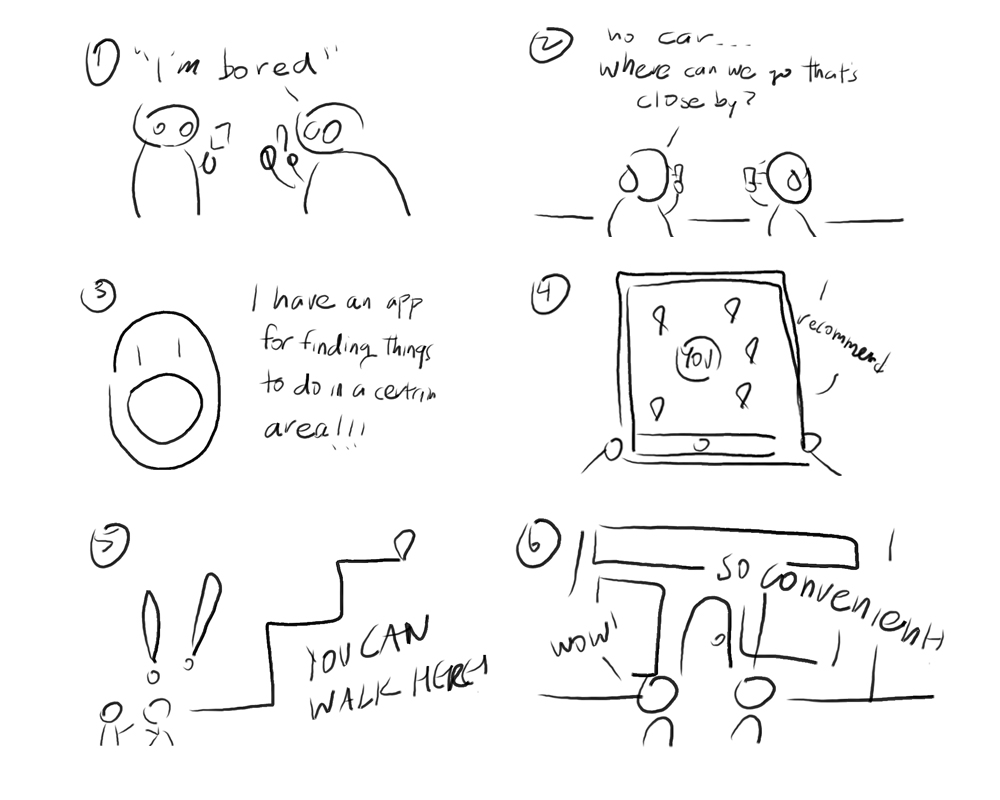 1
"I'm bored"
2
no car...
where can we go that's
close by?
3
I have an app
for finding things
to do in a certrin
area!!!
4
I
recommend
YOU
5
!!
YOU CAN
WALK HERE!
6
SO CONVENIENT
WOW!